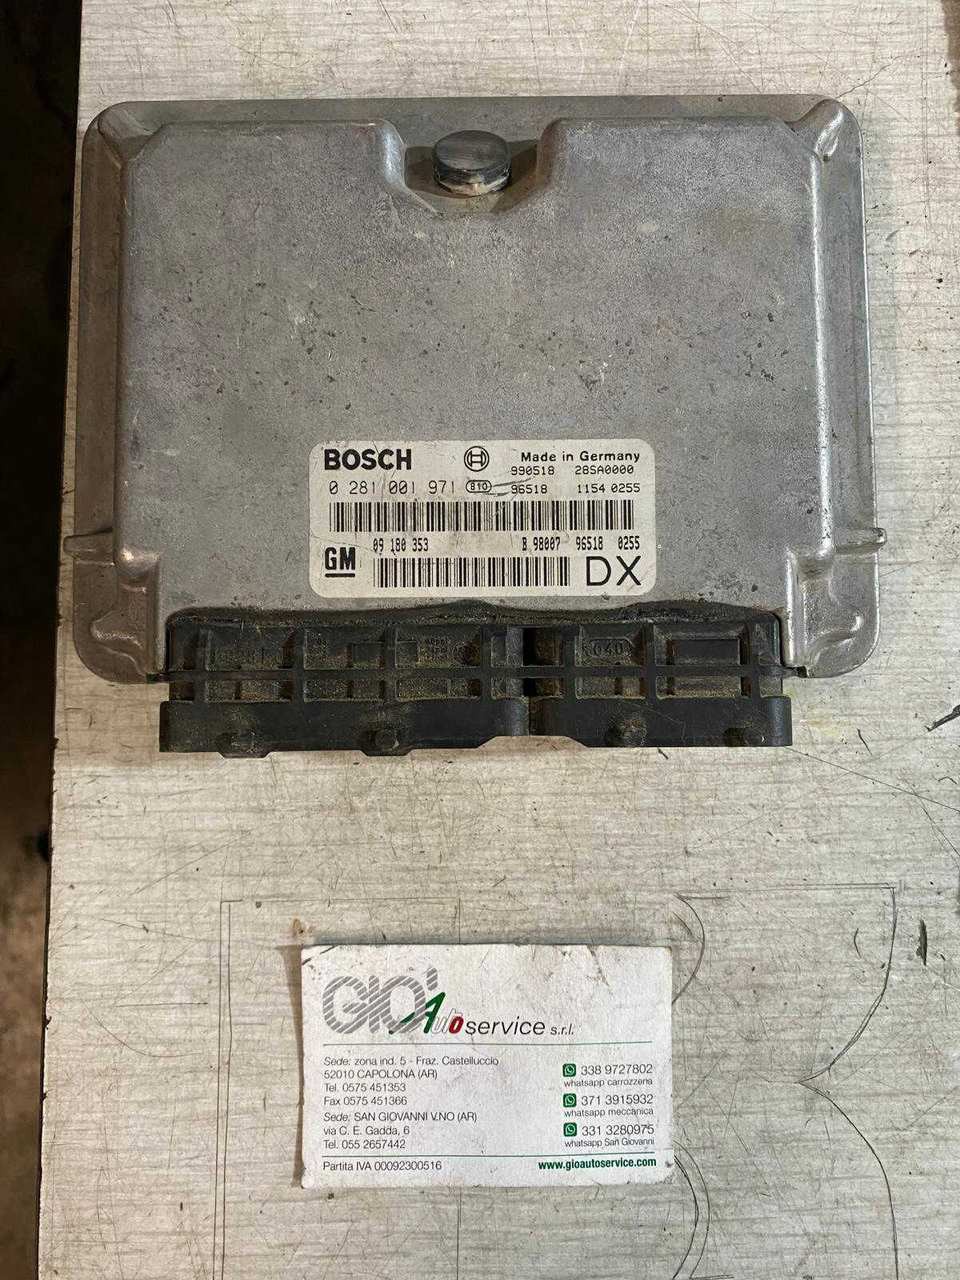 BOSCH
Made in Germany
990518 28SA0000
0 281 001 971 B10 96518 1154 0255
09 180 353 B 98007 96518 0255
GM
DX
040
GIO' Auto service s.r.l.
Sede: zona ind. 5 - Fraz. Castelluccio
52010 CAPOLONA (AR)
Tel. 0575 451353
Fax 0575 451366
Sede: SAN GIOVANNI V.NO (AR)
via C. E. Gadda, 6
Tel. 055 2657442
Partita IVA 00092300516
338 9727802
whatsapp carrozzeria
371 3915932
whatsapp meccanica
331 3280975
whatsapp San Giovanni
www.gioautoservice.com